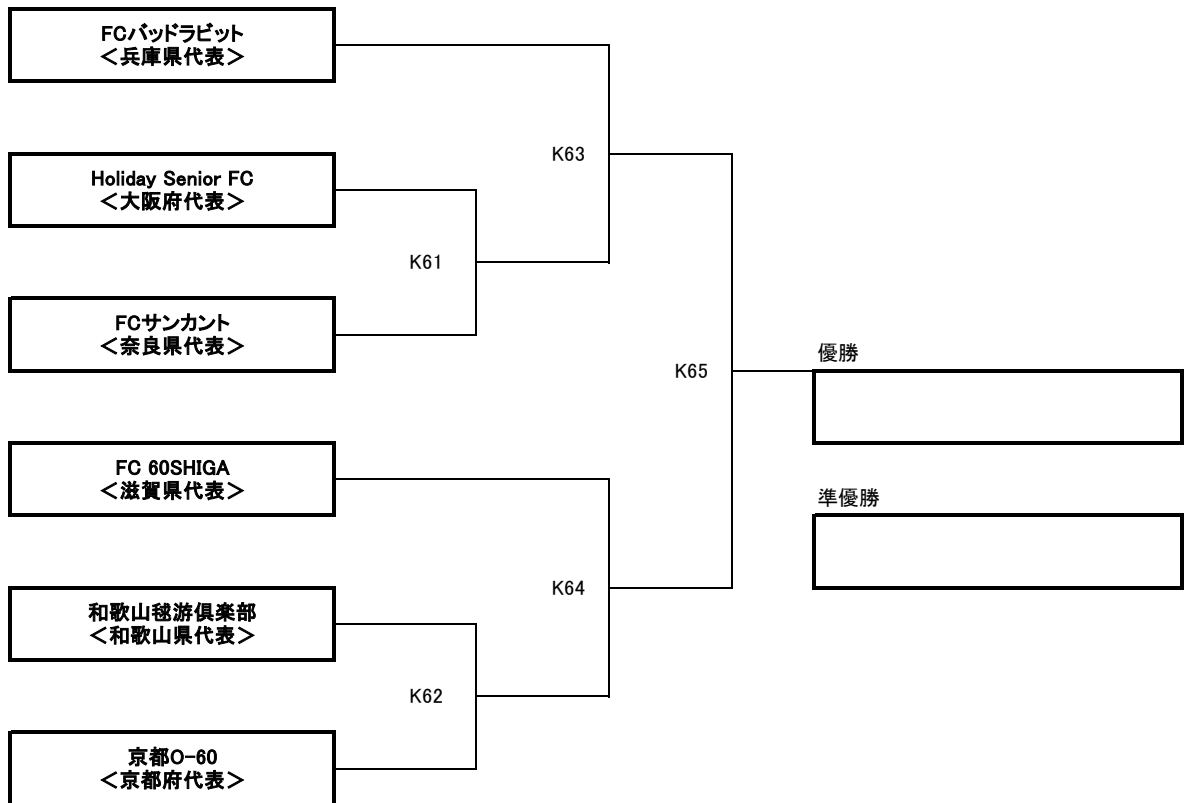 FCバッドラビット
＜兵庫県代表＞
K63
Holiday Senior FC
＜大阪府代表＞
K61
FCサンカント
＜奈良県代表＞
K65
優勝
FC 60SHIGA
＜滋賀県代表＞
準優勝
K64
和歌山毬游倶楽部
＜和歌山県代表＞
K62
京都O-60
＜京都府代表＞